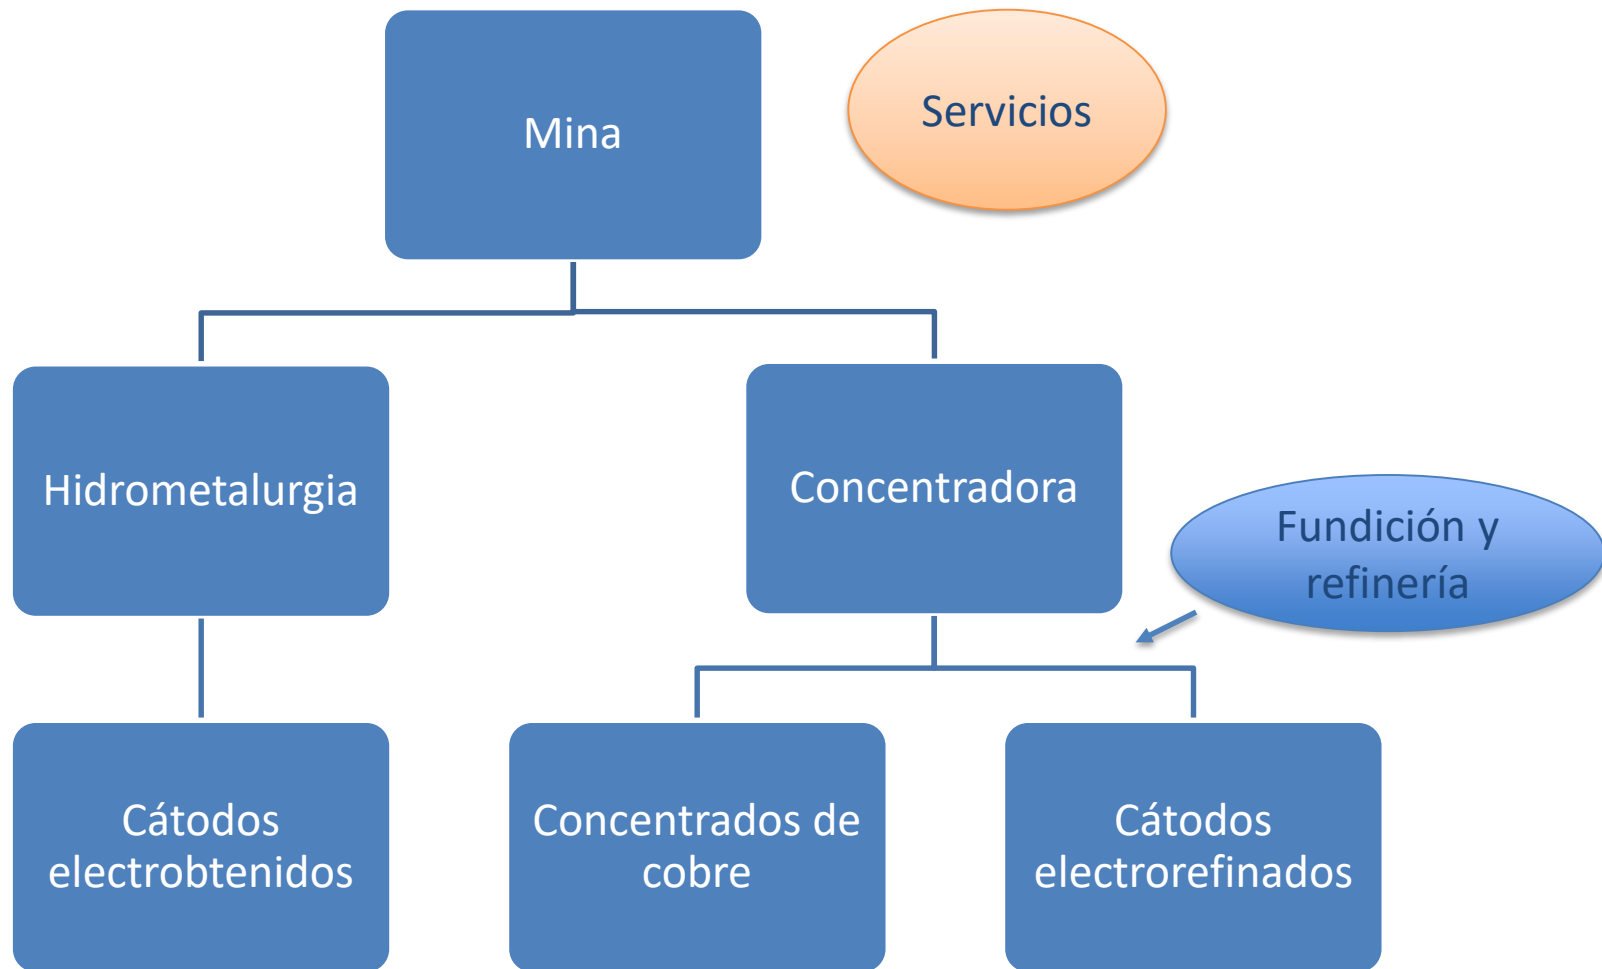 Mina
Servicios
Hidrometalurgia
Concentradora
Fundición y
refinería
Cátodos
electrobtenidos
Concentrados de
cobre
Cátodos
electrorefinados